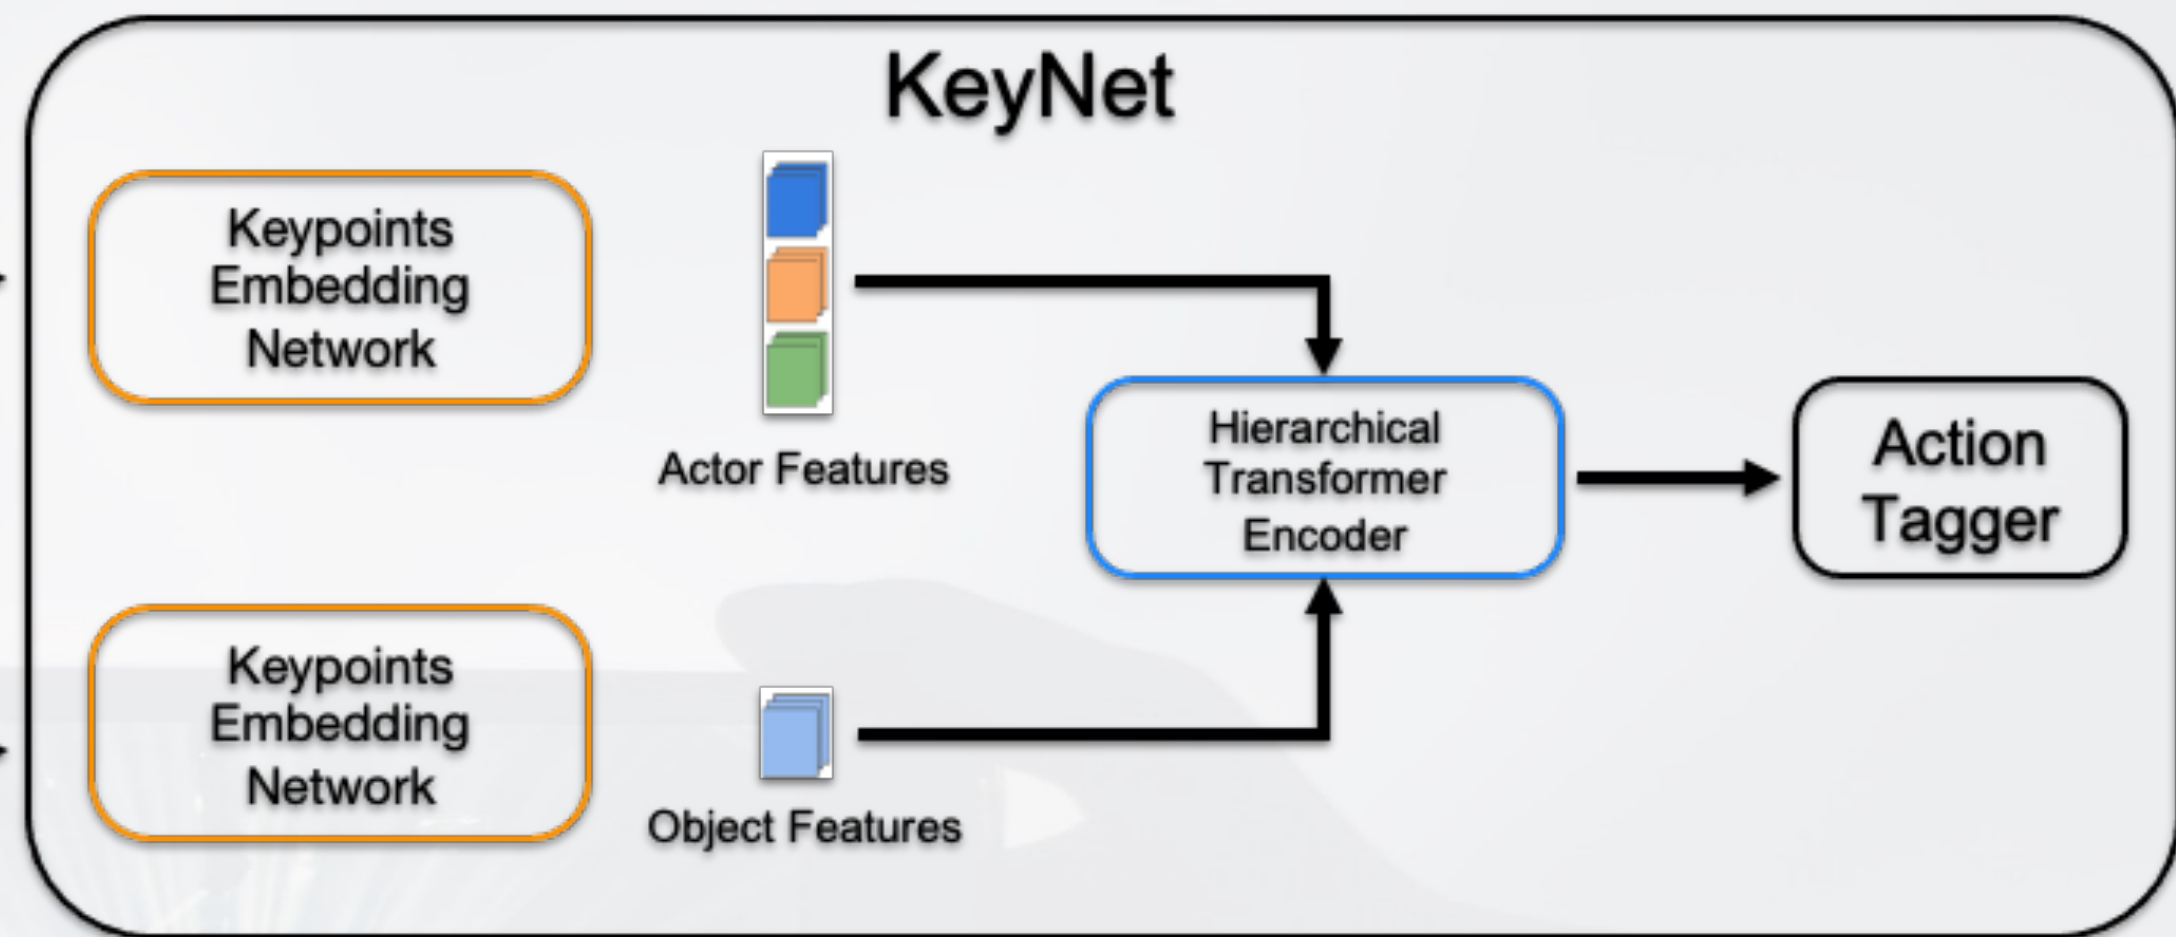 KeyNet
Keypoints
Embedding
Network
Actor Features
Hierarchical
Transformer
Encoder
Action
Tagger
Keypoints
Embedding
Network
Object Features